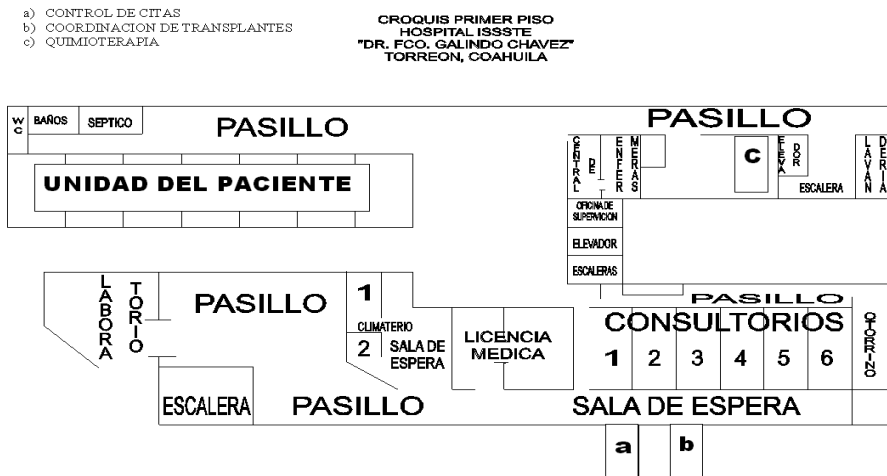 a) CONTROL DE CITAS
b) COORDINACION DE TRANSPLANTES
c) QUIMIOTERAPIA
CROQUIS PRIMER PISO
HOSPITAL ISSSTE
"DR. FCO. GALINDO CHAVEZ"
TORREON, COAHUILA
WC
BAÑOS
SEPTICO
PASILLO
UNIDAD DEL PACIENTE
PASILLO
CENTRAL
DE
ENFER
MERAS
C
ELEVA
DOR
ESCALERA
LAVAN
DERIA
OFICINA DE
SUPERVICION
ELEVADOR
ESCALERAS
LABORA
TORIO
PASILLO
1
CLIMATERIO
2
SALA DE
ESPERA
LICENCIA
MEDICA
PASILLO
CONSULTORIOS
1 2 3 4 5 6
OTORRINO
ESCALERA
PASILLO
SALA DE ESPERA
a
b